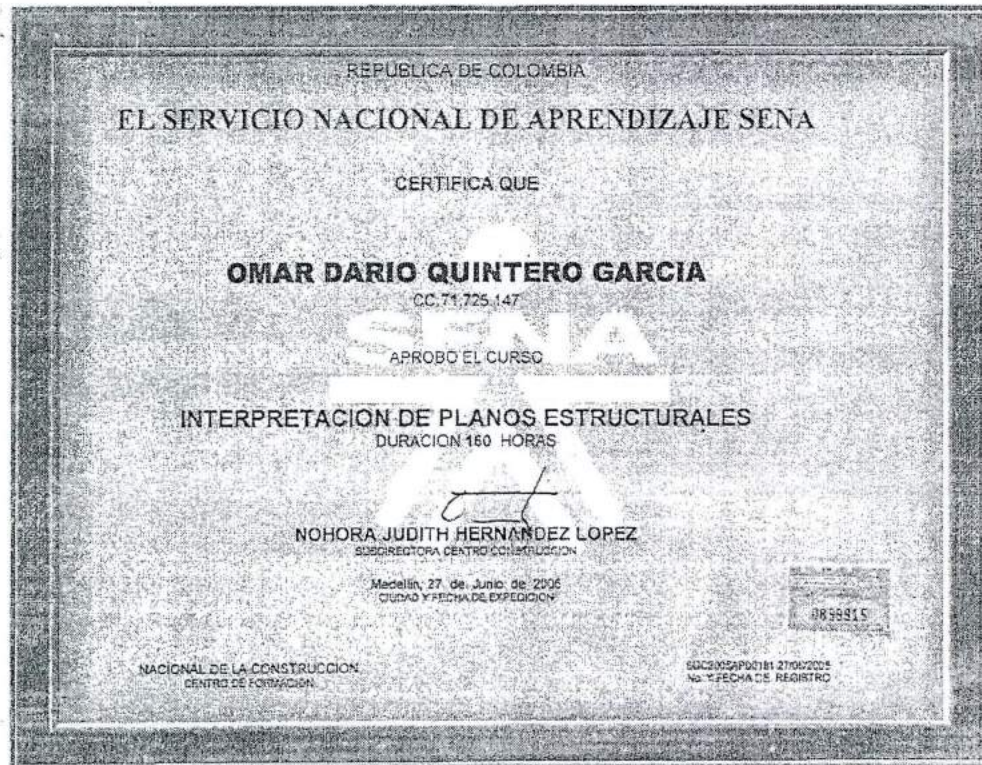 REPUBLICA DE COLOMBIA
EL SERVICIO NACIONAL DE APRENDIZAJE SENA
CERTIFICA QUE
OMAR DARIO QUINTERO GARCIA
CC.71.725.147
SENA
APROBO EL CURSO
INTERPRETACION DE PLANOS ESTRUCTURALES
DURACION 160 HORAS
NOHORA JUDITH HERNANDEZ LOPEZ
SUBDIRECTORA CENTRO CONSTRUCCION
Medellin, 27 de Junio de
CIUDAD Y FECHA DE EXPEDICION
NACIONAL DE LA CONSTRUCCION
CENTRO DE FORMACION
No. Y FECHA DE REGISTRO